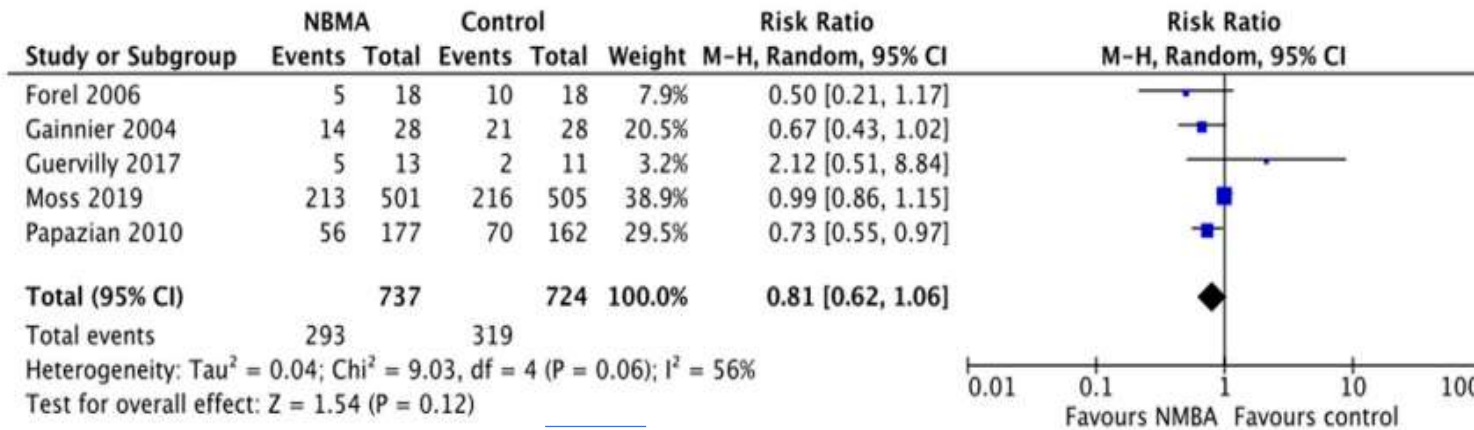 NBMA Control Risk Ratio Risk Ratio
Study or Subgroup Events Total Events Total Weight M-H, Random, 95% CI M-H, Random, 95% CI
Forel 2006 5 18 10 18 7.9% 0.50 [0.21, 1.17]
Gainnier 2004 14 28 21 28 20.5% 0.67 [0.43, 1.02]
Guervilly 2017 5 13 2 11 3.2% 2.12 [0.51, 8.84]
Moss 2019 213 501 216 505 38.9% 0.99 [0.86, 1.15]
Papazian 2010 56 177 70 162 29.5% 0.73 [0.55, 0.97]
Total (95% CI) 737 724 100.0% 0.81 [0.62, 1.06]
Total events 293 319
Heterogeneity: Tau² = 0.04; Chi² = 9.03, df = 4 (P = 0.06); I² = 56%
Test for overall effect: Z = 1.54 (P = 0.12)
0.01 0.1 1 10 100
Favours NMBA Favours control